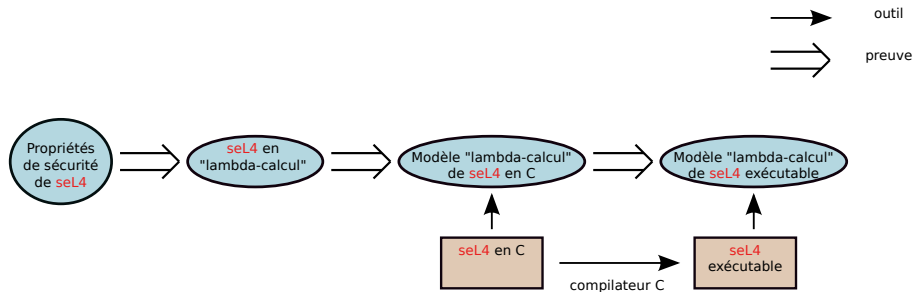 outil
preuve
Propriétés
de sécurité
de seL4
seL4 en
"lambda-calcul"
Modèle "lambda-calcul"
de seL4 en C
Modèle "lambda-calcul"
de seL4 exécutable
seL4 en C
compilateur C
seL4
exécutable